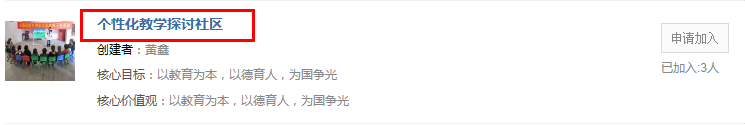 个性化教学探讨社区
创建者：黄鑫
申请加入
核心目标：以教育为本，以德育人，为国争光
已加入:3人
核心价值观：以教育为本，以德育人，为国争光